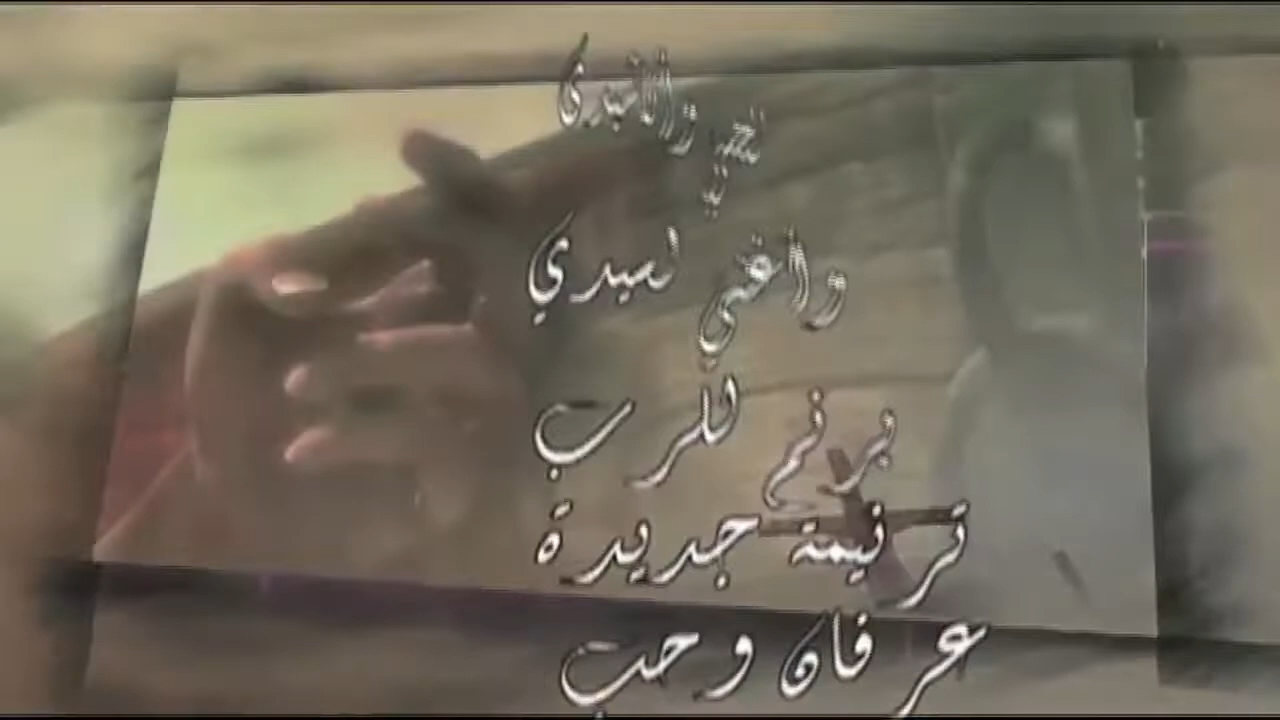 واغني لسيدي
برنم للرب
ترنيمة جديدة
عرفان وحب